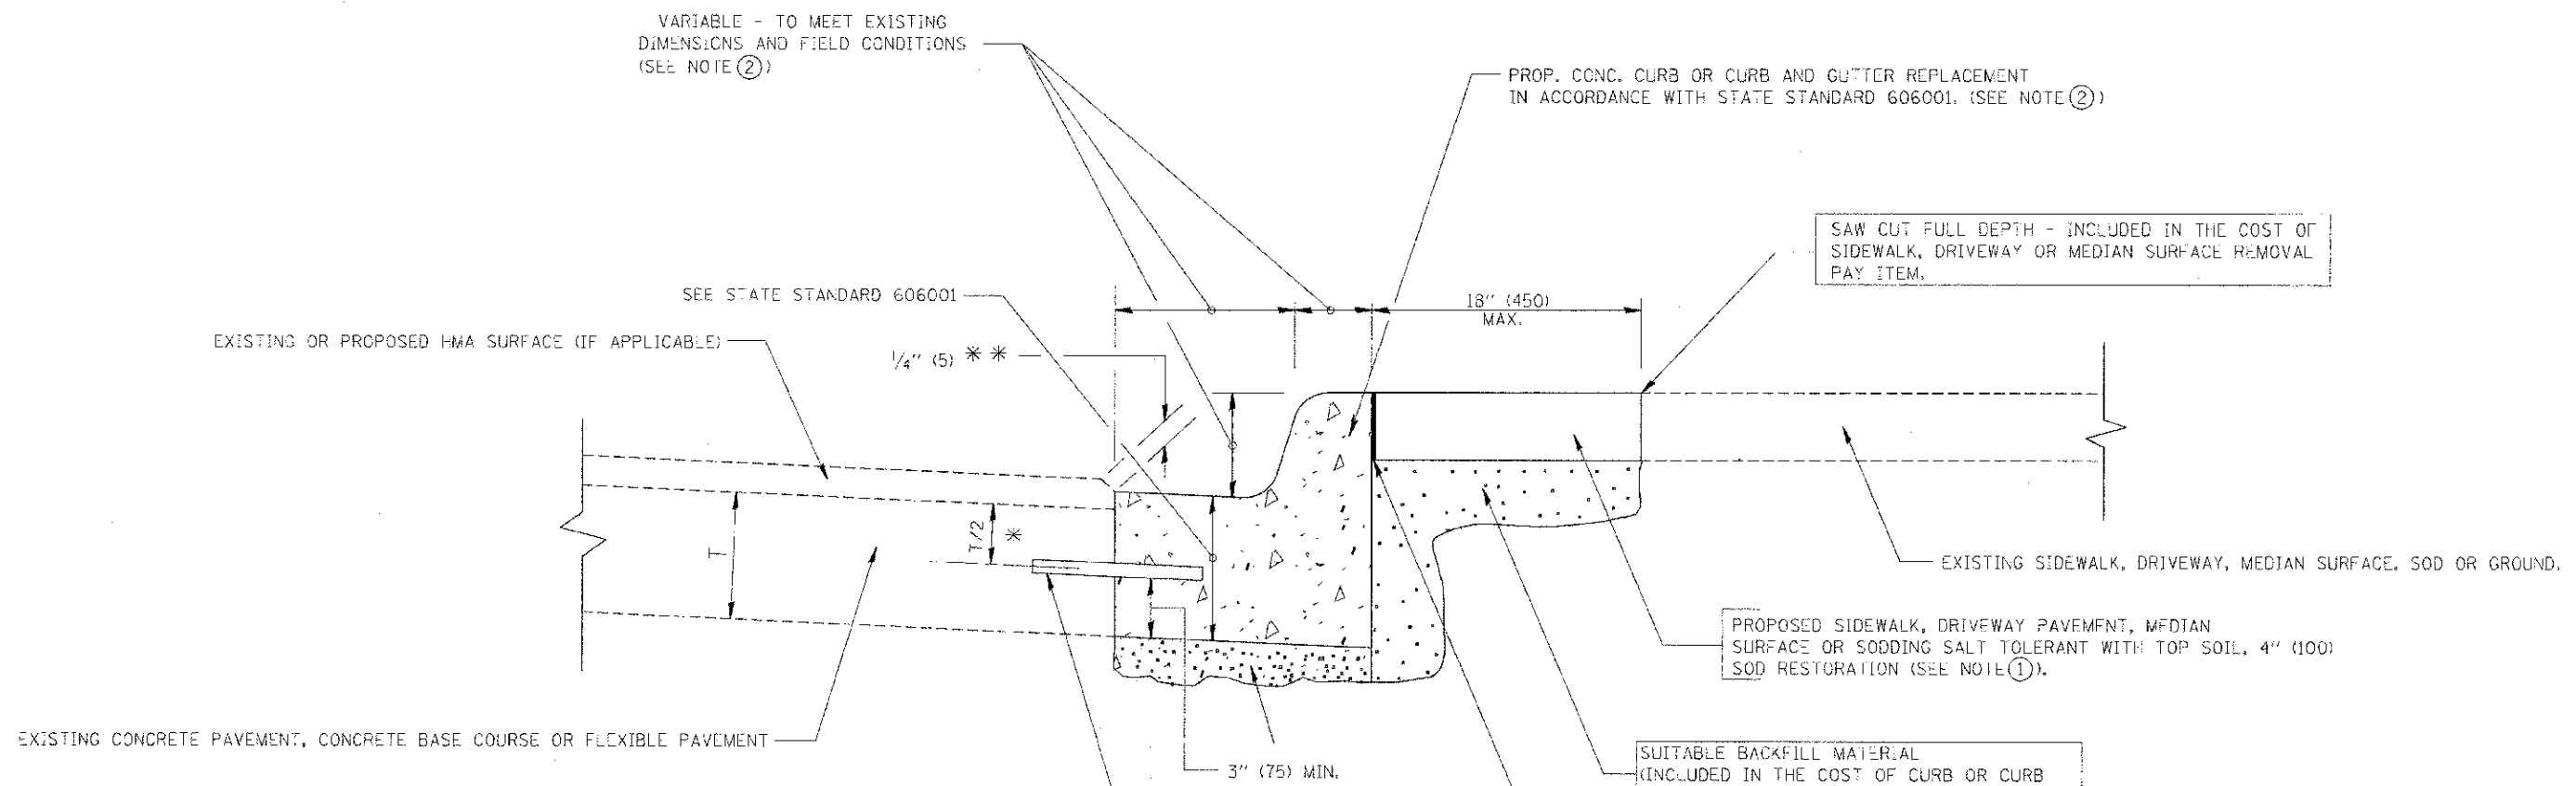 VARIABLE - TO MEET EXISTING
DIMENSIONS AND FIELD CONDITIONS
(SEE NOTE ②)
PROP. CONC. CURB OR CURB AND GUTTER REPLACEMENT
IN ACCORDANCE WITH STATE STANDARD 606001. (SEE NOTE ②)
SAW CUT FULL DEPTH - INCLUDED IN THE COST OF
SIDEWALK, DRIVEWAY OR MEDIAN SURFACE REMOVAL
PAY ITEM.
SEE STATE STANDARD 606001
18" (450)
MAX.
EXISTING OR PROPOSED HMA SURFACE (IF APPLICABLE)
1/4" (5) * *
T
T/2 *
EXISTING SIDEWALK, DRIVEWAY, MEDIAN SURFACE, SOD OR GROUND.
PROPOSED SIDEWALK, DRIVEWAY PAVEMENT, MEDIAN
SURFACE OR SODDING SALT TOLERANT WITH TOP SOIL, 4" (100)
SOD RESTORATION (SEE NOTE ①).
EXISTING CONCRETE PAVEMENT, CONCRETE BASE COURSE OR FLEXIBLE PAVEMENT
3" (75) MIN.
SUITABLE BACKFILL MATERIAL
(INCLUDED IN THE COST OF CURB OR CURB